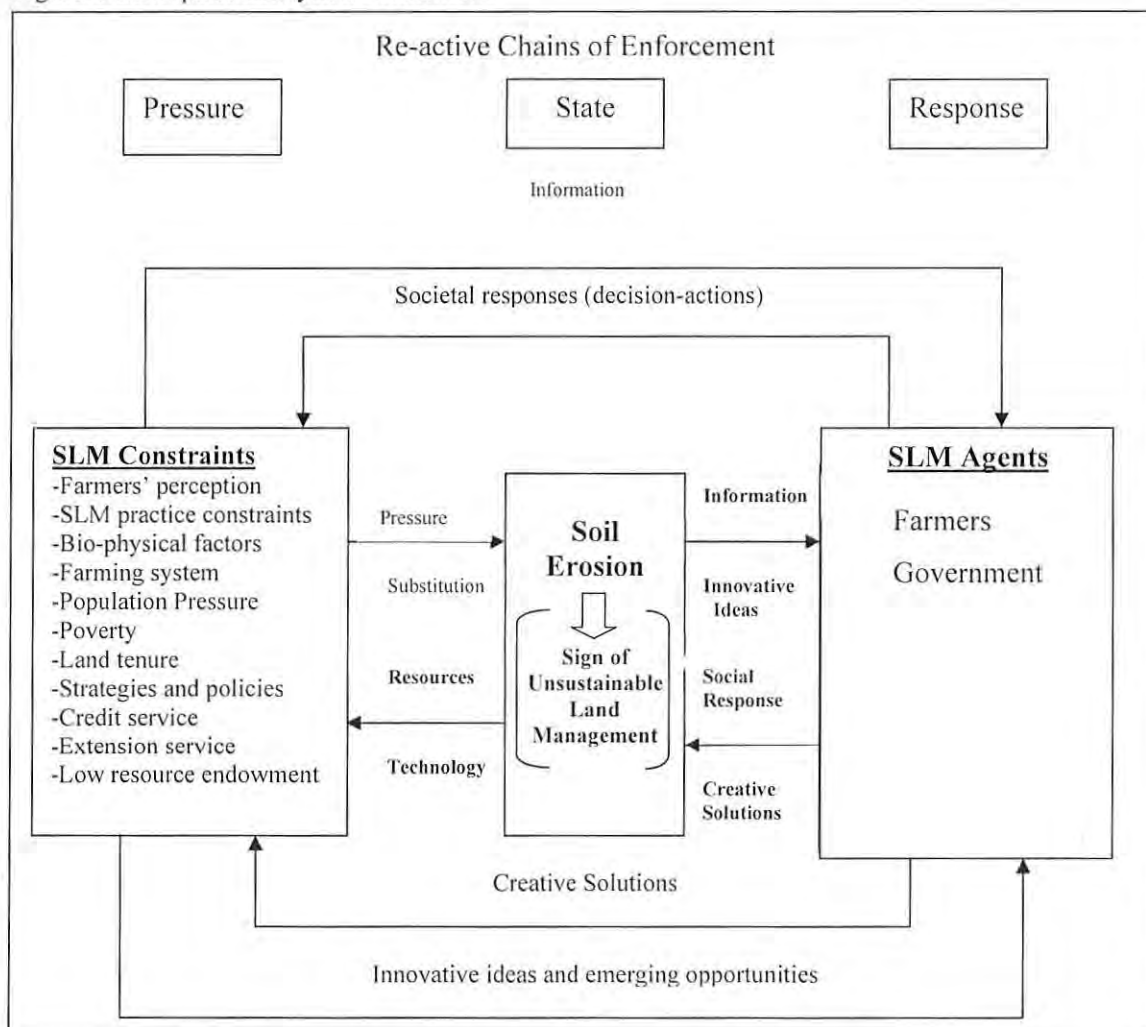 Re-active Chains of Enforcement
Pressure
State
Response
Information
Societal responses (decision-actions)
SLM Constraints
-Farmers' perception
-SLM practice constraints
-Bio-physical factors
-Farming system
-Population Pressure
-Poverty
-Land tenure
-Strategies and policies
-Credit service
-Extension service
-Low resource endowment
Pressure
Substitution
Resources
Technology
Soil
Erosion
Sign of
Unsustainable
Land
Management
Information
Innovative
Ideas
Social
Response
Creative
Solutions
SLM Agents
Farmers
Government
Creative Solutions
Innovative ideas and emerging opportunities